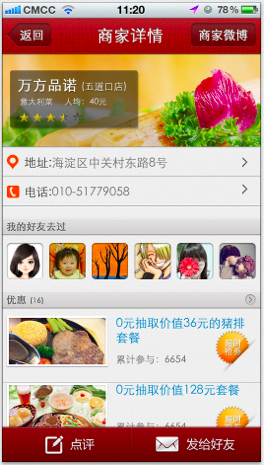 CMCC 11:20 78%
返回 商家详情 商家微博
万方品诺 (五道口店)
意大利菜 人均: 40元
地址:海淀区中关村东路8号
电话:010-51779058
我的好友去过
优惠 (16)
0元抽取价值36元的猪排
套餐
累计参与: 6654
限时
推荐
0元抽取价值128元套餐
累计参与: 6654
点评 发给好友